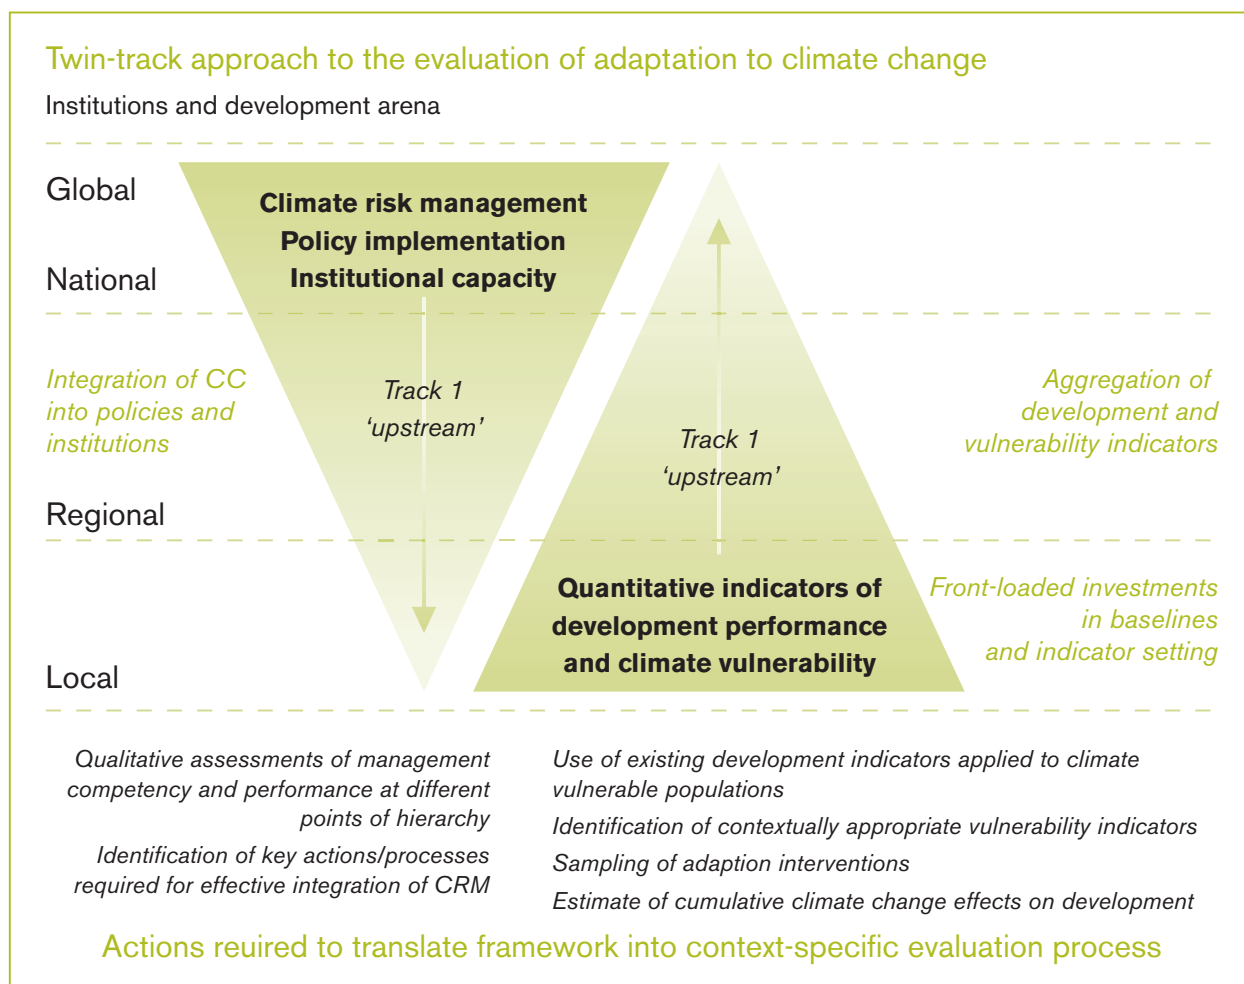 Twin-track approach to the evaluation of adaptation to climate change
Institutions and development arena
Global
Climate risk management
Policy implementation
Institutional capacity
National
Integration of CC
into policies and
institutions
Track 1
‘upstream’
Track 1
‘upstream’
Aggregation of
development and
vulnerability indicators
Regional
Quantitative indicators of
development performance
and climate vulnerability
Front-loaded investments
in baselines
and indicator setting
Local
Qualitative assessments of management
competency and performance at different
points of hierarchy
Identification of key actions/processes
required for effective integration of CRM
Use of existing development indicators applied to climate
vulnerable populations
Identification of contextually appropriate vulnerability indicators
Sampling of adaption interventions
Estimate of cumulative climate change effects on development
Actions reuired to translate framework into context-specific evaluation process